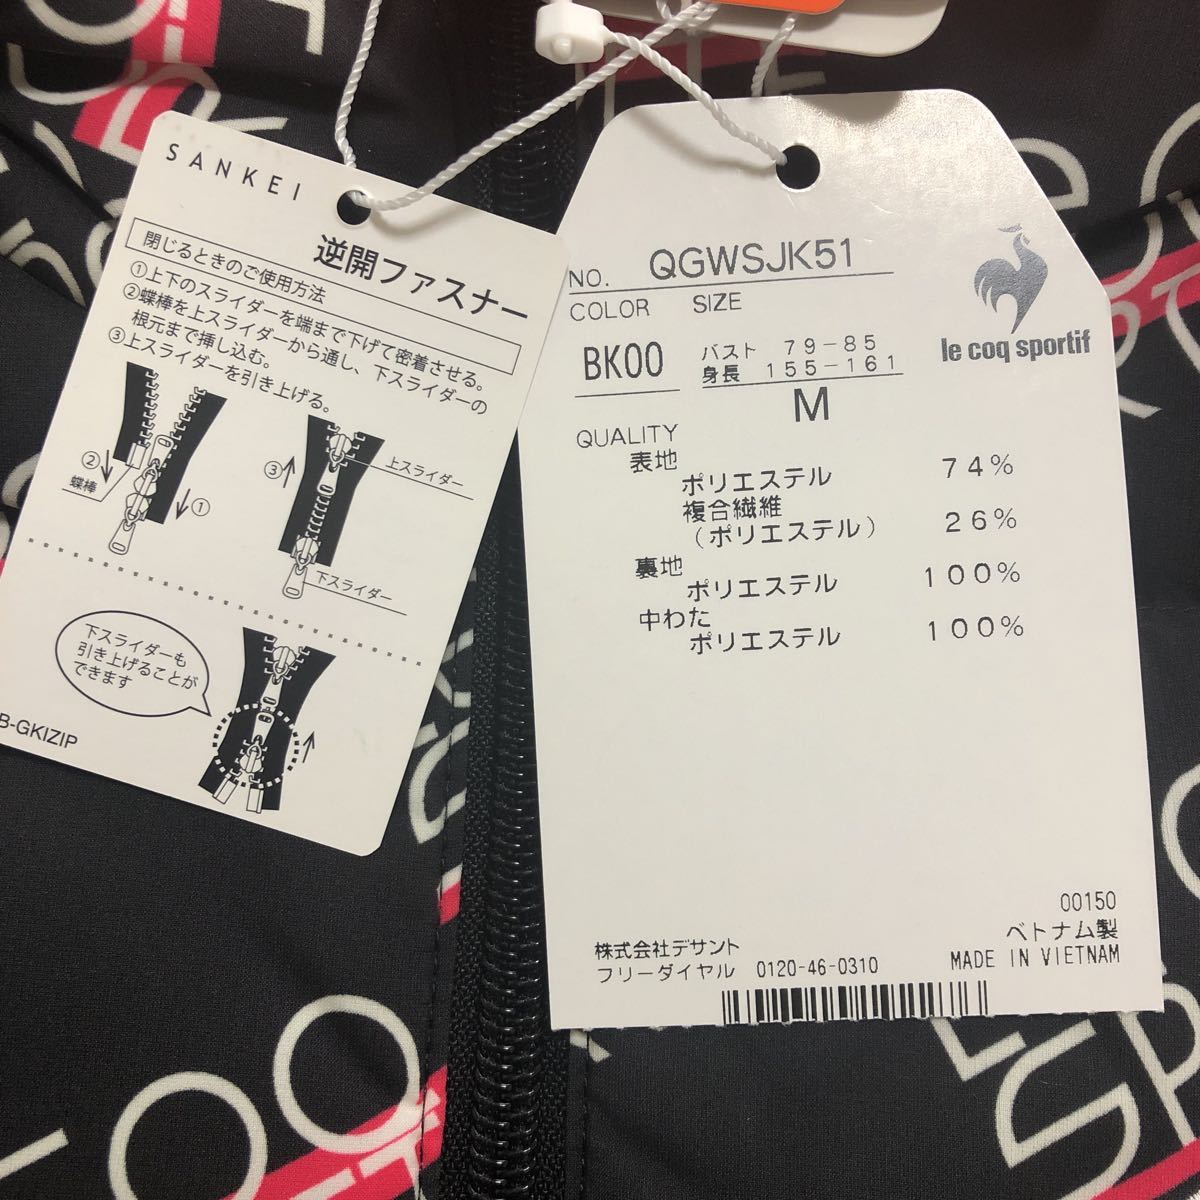 SANKEI
逆開ファスナー
閉じるときのご使用方法
①上下のスライダーを端まで下げて密着させる。
②蝶棒を上スライダーから通し、下スライダーの
根元まで挿し込む。
③上スライダーを引き上げる。
②
蝶棒
①
③
上スライダー
下スライダー
下スライダーも
引き上げることが
できます
B-GKIZIP
NO. QGWSJK51
COLOR SIZE
BK00
バスト 79-85
身長 155-161
M
le coq sportif
QUALITY
表地
ポリエステル 74%
複合繊維
(ポリエステル) 26%
裏地
ポリエステル 100%
中わた
ポリエステル 100%
00150
ベトナム製
MADE IN VIETNAM
株式会社デサント
フリーダイヤル 0120-46-0310